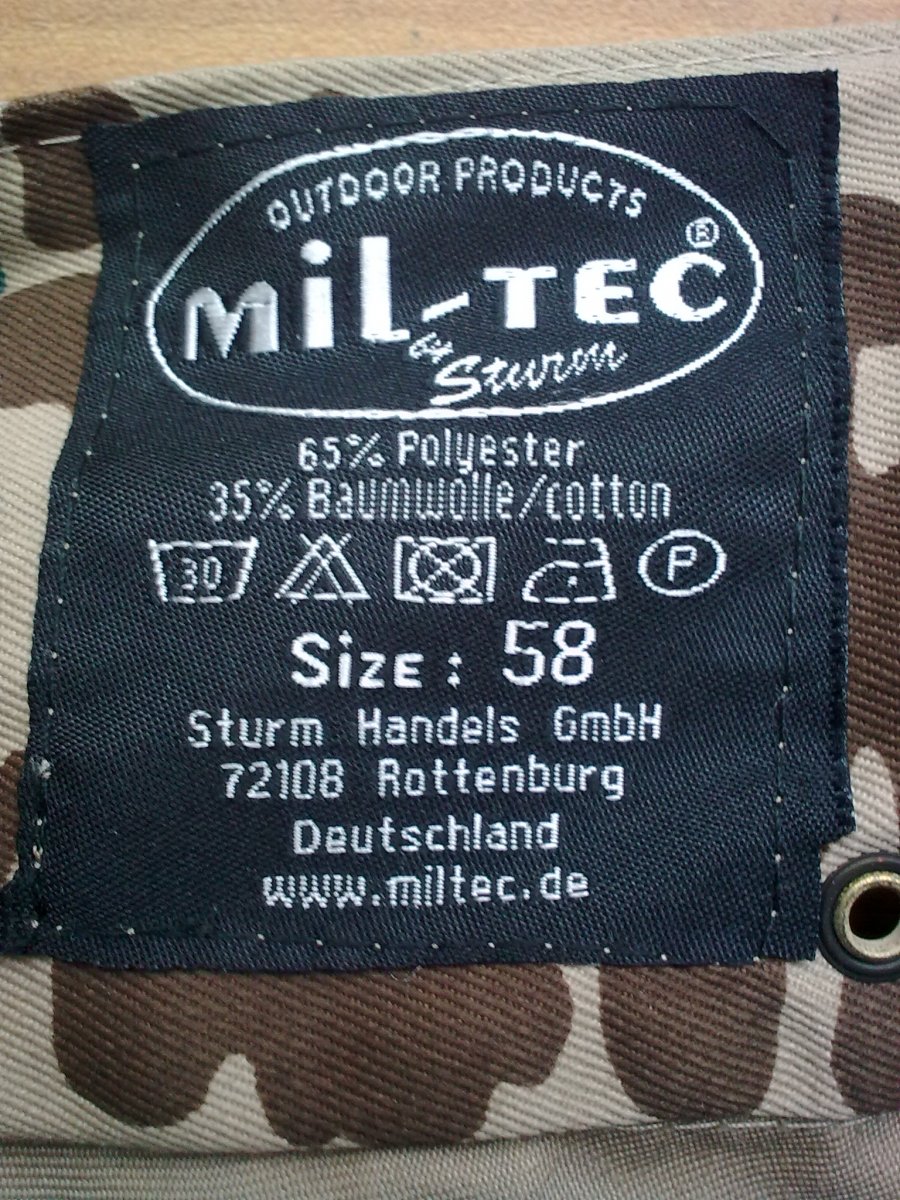 OUTDOOR PRODUCTS
MiL-TEC ®
by Sturm
65% Polyester
35% Baumwolle/cotton
30 P
SizE: 58
Sturm Handels GmbH
72108 Rottenburg
Deutschland
www.miltec.de